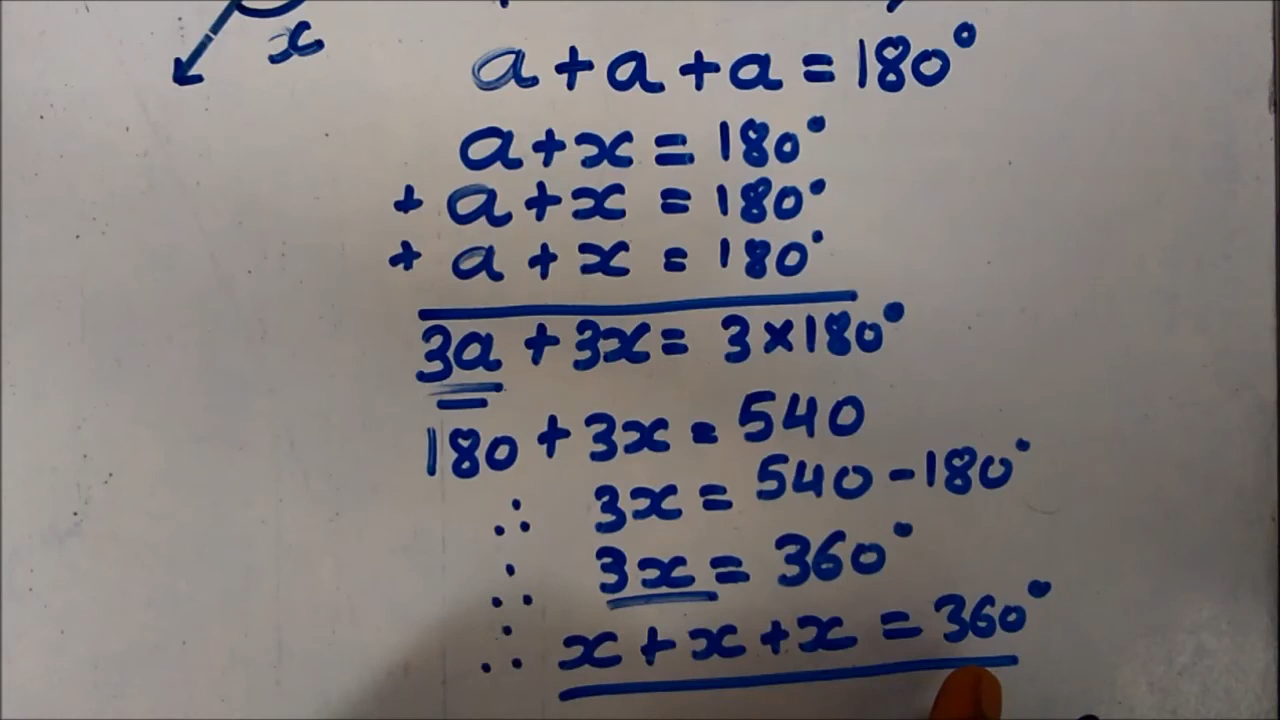 x
a + a + a = 180°
a + x = 180°
+ a + x = 180°
+ a + x = 180°
3a + 3x = 3 × 180°
180 + 3x = 540
∴ 3x = 540 - 180°
∴ 3x = 360°
∴ x + x + x = 360°